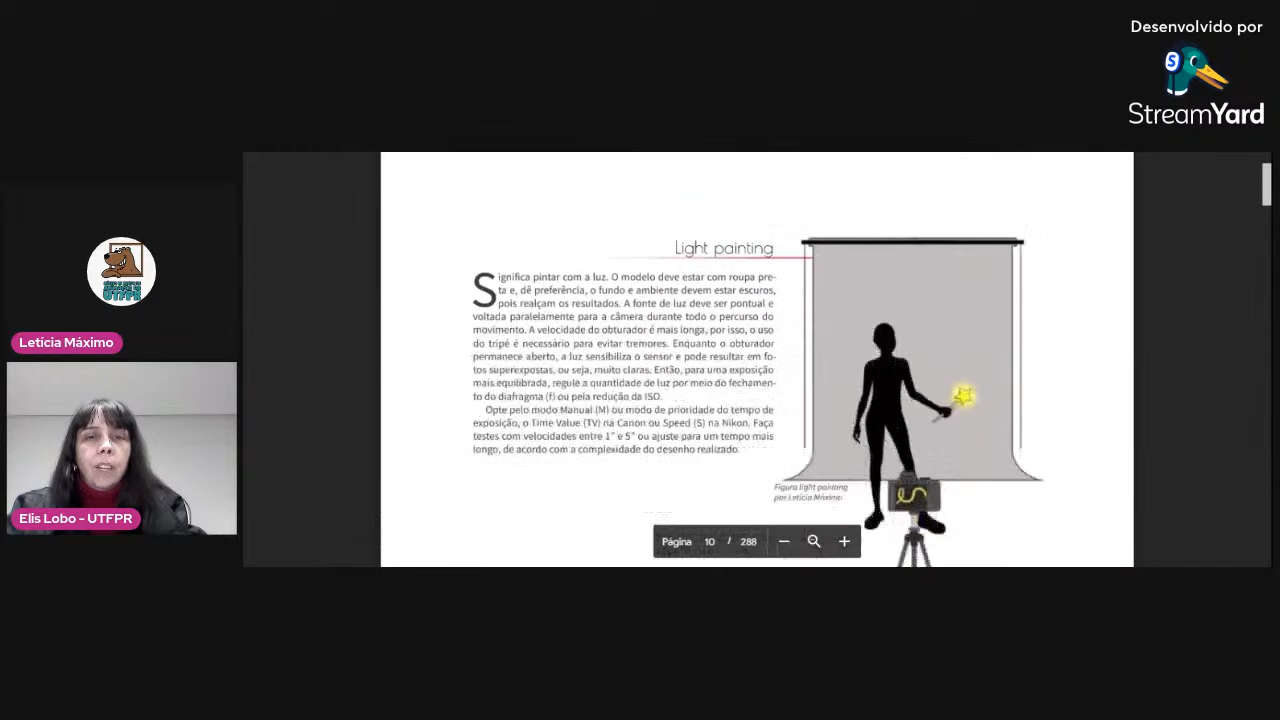 Desenvolvido por
StreamYard
Letícia Máximo
Elis Lobo - UTFPR
UTFPR
Light painting
Significa pintar com a luz. O modelo deve estar com roupa pre-
ta e, dê preferência, o fundo e ambiente devem estar escuros,
pois realçam os resultados. A fonte de luz deve ser pontual e
voltada paralelamente para a câmera durante todo o percurso do
movimento. A velocidade do obturador é mais longa, por isso, o uso
do tripé é necessário para evitar tremores. Enquanto o obturador
permanece aberto, a luz sensibiliza o sensor e pode resultar em fo-
tos superexpostas, ou seja, muito claras. Então, para uma exposição
mais equilibrada, regule a quantidade de luz por meio do fechamen-
to do diafragma (f) ou pela redução da ISO.
Opte pelo modo Manual (M) ou modo de prioridade do tempo de
exposição, o Time Value (TV) na Canon ou Speed (S) na Nikon. Faça
testes com velocidades entre 1" e 5" ou ajuste para um tempo mais
longo, de acordo com a complexidade do desenho realizado.
Figura light painting
por Letícia Máximo
Página 10 / 288